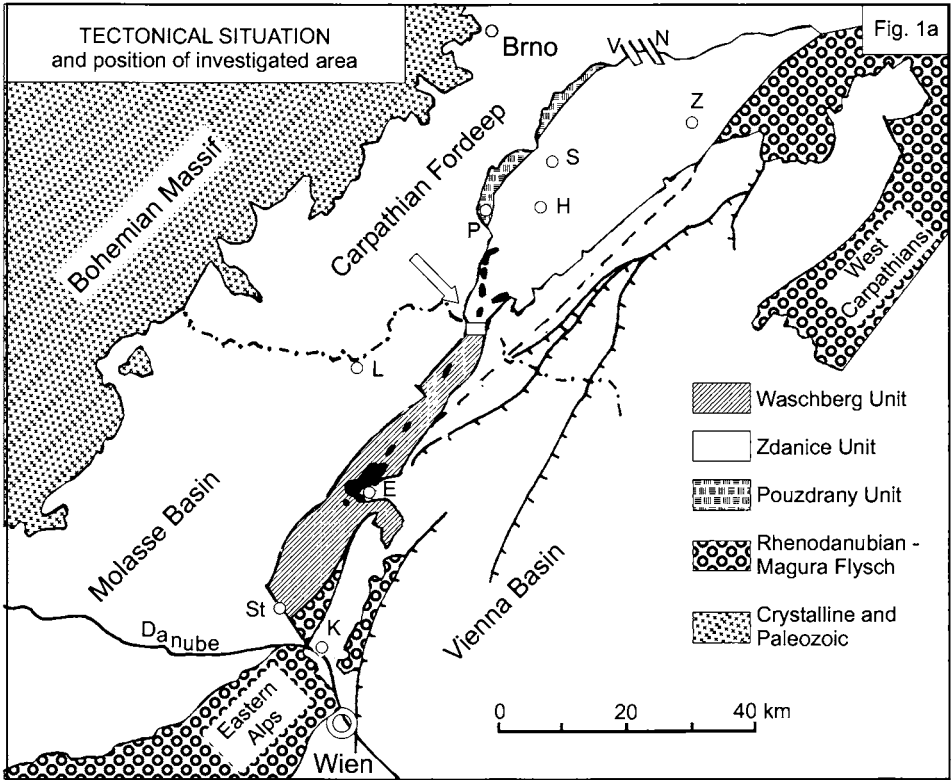 TECTONICAL SITUATION
and position of investigated area
Fig. 1a
Brno
V H N
Z
S
H
P
Bohemian Massif
Carpathian Fordeep
West
Carpathians
L
Waschberg Unit
Zdanice Unit
Pouzdrany Unit
Rhenodanubian -
Magura Flysch
Crystalline and
Paleozoic
E
Molasse Basin
Vienna Basin
St
K
Danube
Eastern
Alps
Wien
0 20 40 km